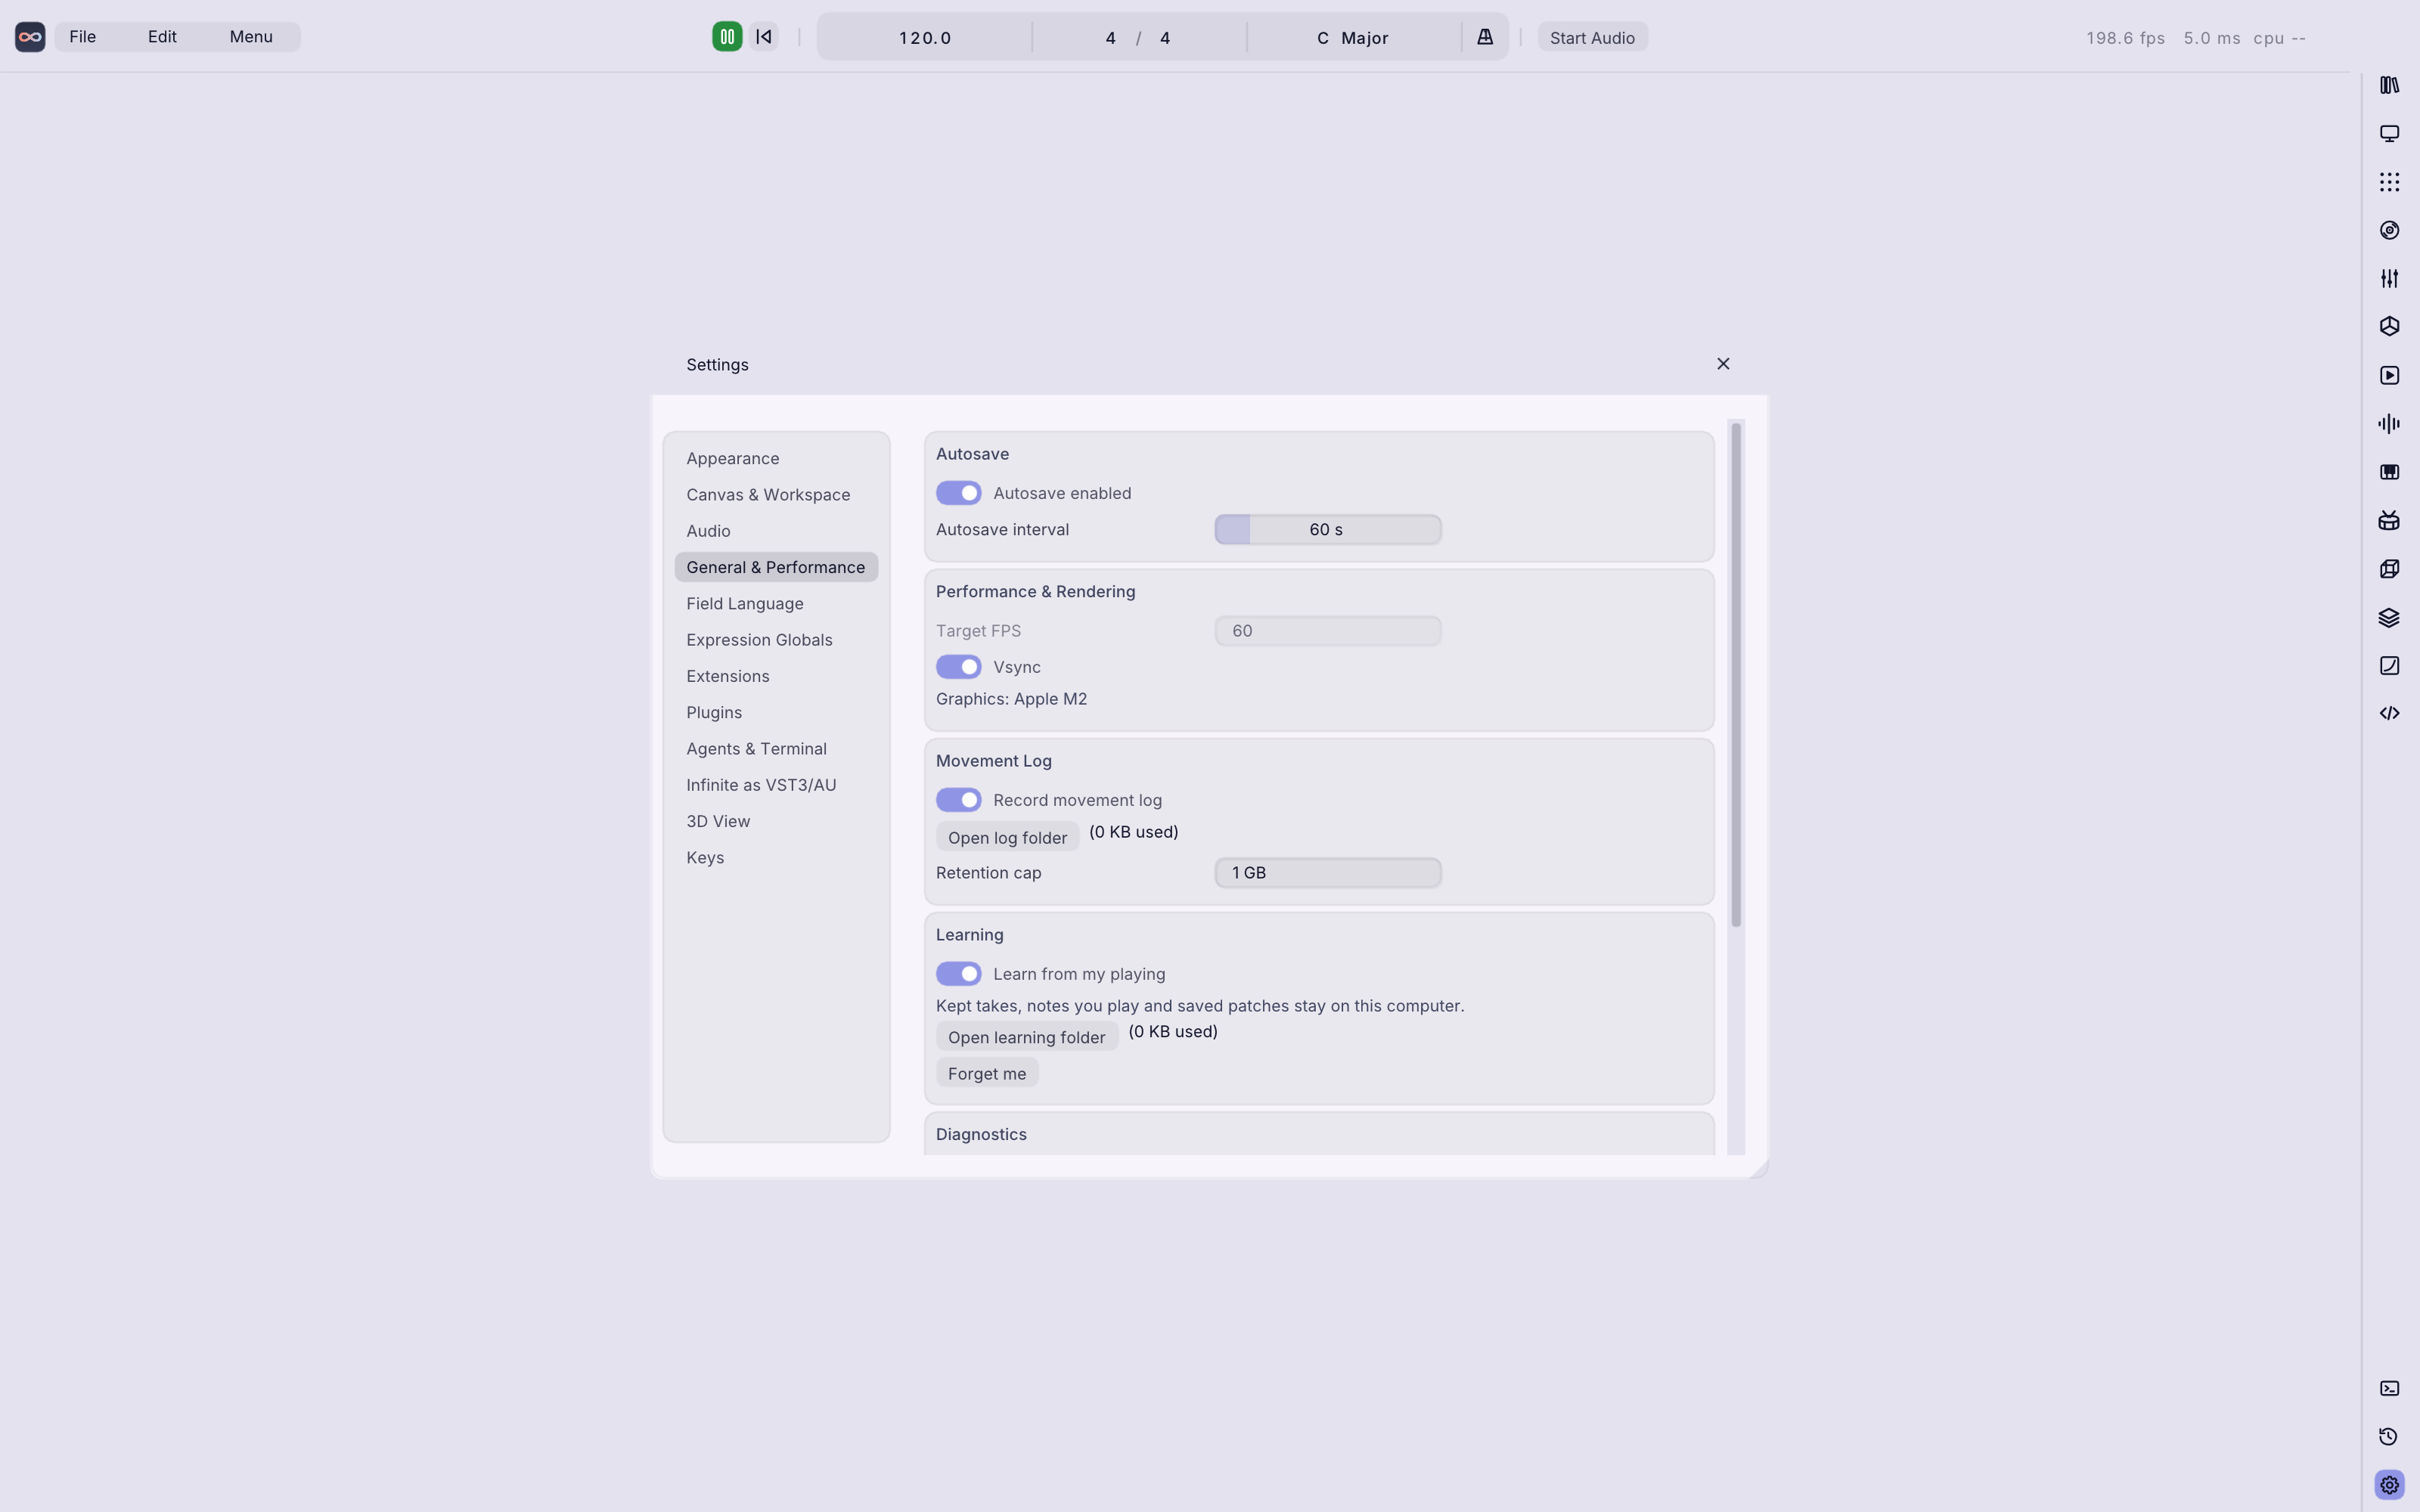 File Edit Menu 120.0 4 / 4 C Major Start Audio 198.6 fps 5.0 ms cpu --
Settings
Appearance
Canvas & Workspace
Audio
General & Performance
Field Language
Expression Globals
Extensions
Plugins
Agents & Terminal
Infinite as VST3/AU
3D View
Keys
Autosave
Autosave enabled
Autosave interval 60 s
Performance & Rendering
Target FPS 60
Vsync
Graphics: Apple M2
Movement Log
Record movement log
Open log folder (0 KB used)
Retention cap 1 GB
Learning
Learn from my playing
Kept takes, notes you play and saved patches stay on this computer.
Open learning folder (0 KB used)
Forget me
Diagnostics